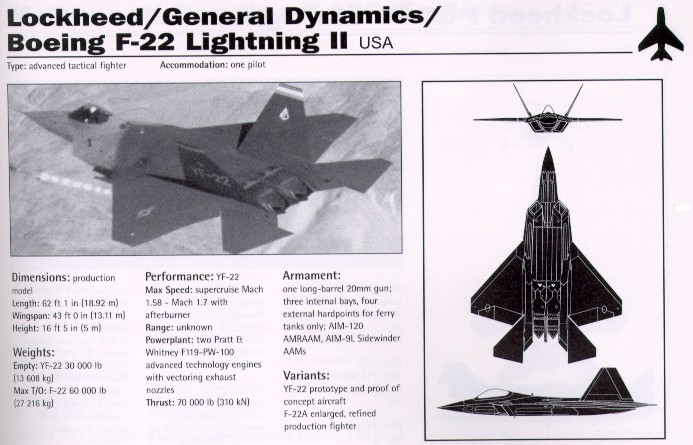 Lockheed/General Dynamics/
Boeing F-22 Lightning II USA
Type: advanced tactical fighter Accommodation: one pilot
YF-22
Dimensions: production
model
Length: 62 ft 1 in (18.92 m)
Wingspan: 43 ft 0 in (13.11 m)
Height: 16 ft 5 in (5 m)
Weights:
Empty: YF-22 30 000 lb
(13 608 kg)
Max T/O: F-22 60 000 lb
(27 216 kg)
Performance: YF-22
Max Speed: supercruise Mach
1.58 - Mach 1.7 with
afterburner
Range: unknown
Powerplant: two Pratt &
Whitney F119-PW-100
advanced technology engines
with vectoring exhaust
nozzles
Thrust: 70 000 lb (310 kN)
Armament:
one long-barrel 20mm gun;
three internal bays, four
external hardpoints for ferry
tanks only; AIM-120
AMRAAM, AIM-9L Sidewinder
AAMs
Variants:
YF-22 prototype and proof of
concept aircraft
F-22A enlarged, refined
production fighter